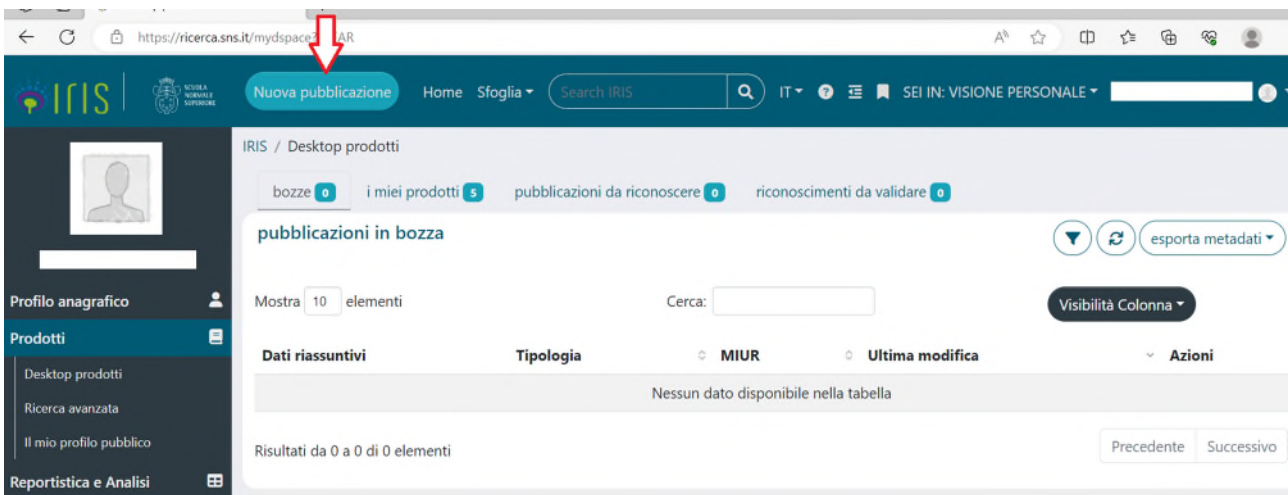 https://ricerca.sns.it/mydspace?
IRIS SCUOLA NORMALE SUPERIORE Nuova pubblicazione Home Sfoglia Search IRIS IT SEI IN: VISIONE PERSONALE
IRIS / Desktop prodotti
bozze 0 i miei prodotti 5 pubblicazioni da riconoscere 0 riconoscimenti da validare 0
pubblicazioni in bozza esporta metadati
Mostra 10 elementi Cerca: Visibilità Colonna
Dati riassuntivi Tipologia MIUR Ultima modifica Azioni
Nessun dato disponibile nella tabella
Risultati da 0 a 0 di 0 elementi Precedente Successivo
Profilo anagrafico
Prodotti
Desktop prodotti
Ricerca avanzata
Il mio profilo pubblico
Reportistica e Analisi